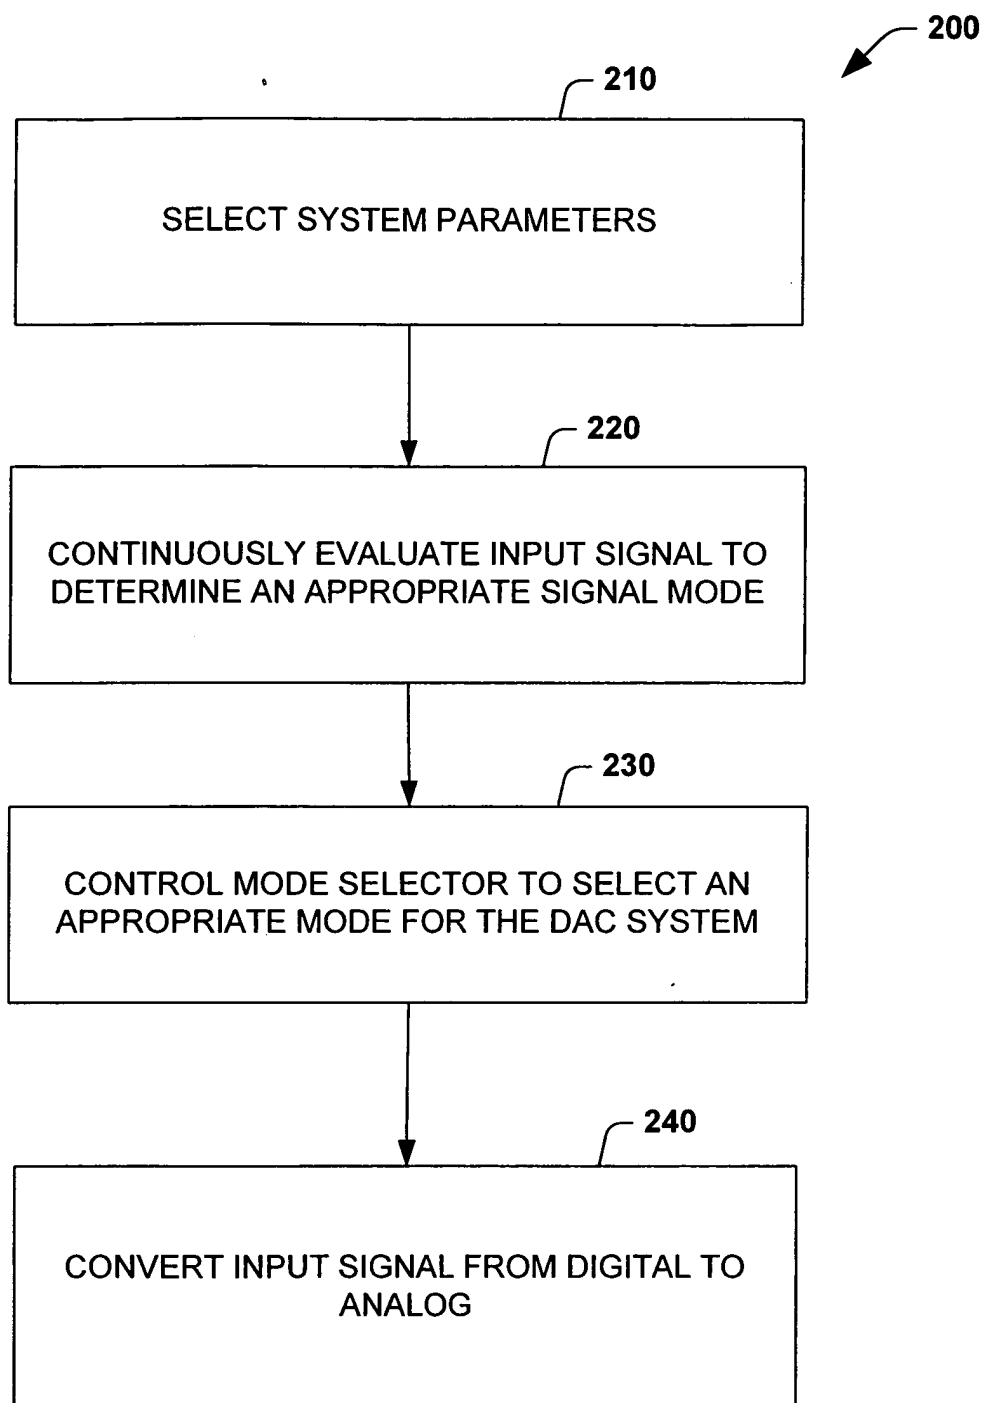 200
210
SELECT SYSTEM PARAMETERS
220
CONTINUOUSLY EVALUATE INPUT SIGNAL TO
DETERMINE AN APPROPRIATE SIGNAL MODE
230
CONTROL MODE SELECTOR TO SELECT AN
APPROPRIATE MODE FOR THE DAC SYSTEM
240
CONVERT INPUT SIGNAL FROM DIGITAL TO
ANALOG